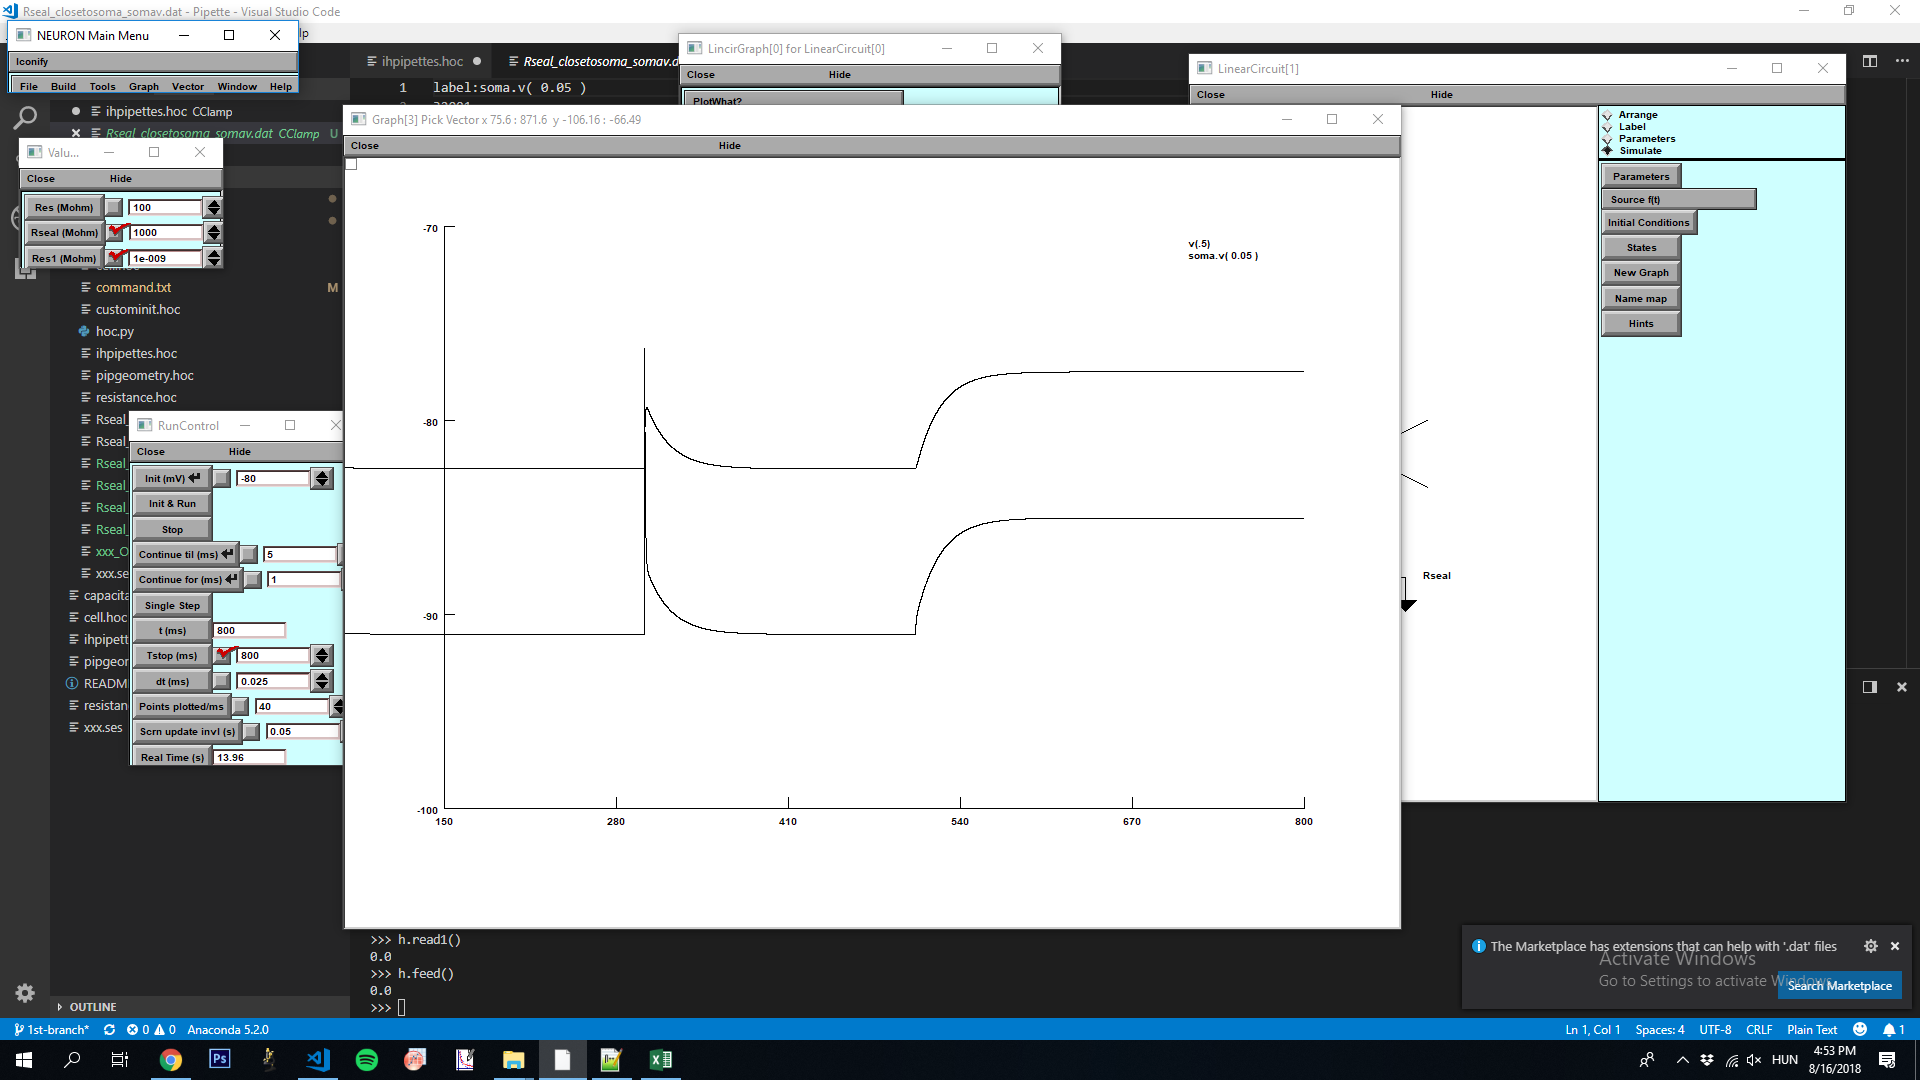 Rseal_closetosoma_somav.dat - Pipette - Visual Studio Code
NEURON Main Menu
Iconify
File Build Tools Graph Vector Window Help
ihpipettes.hoc
Rseal_closetosoma_somav.d
1 label:soma.v( 0.05 )
LincirGraph[0] for LinearCircuit[0]
Close Hide
PlotWhat?
LinearCircuit[1]
Close Hide
Arrange
Label
Parameters
Simulate
Parameters
Source f(t)
Initial Conditions
States
New Graph
Name map
Hints
Rseal
ihpipettes.hoc CClamp
Rseal_closetosoma_somav.dat CClamp U
Valu...
Close Hide
Res (Mohm) 100
Rseal (Mohm) 1000
Res1 (Mohm) 1e-009
command.txt M
custominit.hoc
hoc.py
ihpipettes.hoc
pipgeometry.hoc
resistance.hoc
Rseal_
Rseal_
Rseal_
Rseal_
Rseal_
Rseal_
xxx_O
xxx.se
capacita
cell.hoc
ihpipett
pipgeor
READMI
resistan
xxx.ses
OUTLINE
RunControl
Close Hide
Init (mV) -80
Init & Run
Stop
Continue til (ms) 5
Continue for (ms) 1
Single Step
t (ms) 800
Tstop (ms) 800
dt (ms) 0.025
Points plotted/ms 40
Scrn update invl (s) 0.05
Real Time (s) 13.96
Graph[3] Pick Vector x 75.6 : 871.6 y -106.16 : -66.49
Close Hide
v(.5)
soma.v( 0.05 )
-70
-80
-90
-100
150 280 410 540 670 800
>>> h.read1()
0.0
>>> h.feed()
0.0
>>>
The Marketplace has extensions that can help with '.dat' files
Search Marketplace
Activate Windows
Go to Settings to activate Windows.
1st-branch* 0 0 Anaconda 5.2.0
Ln 1, Col 1 Spaces: 4 UTF-8 CRLF Plain Text 1
Ps
HUN
4:53 PM
8/16/2018